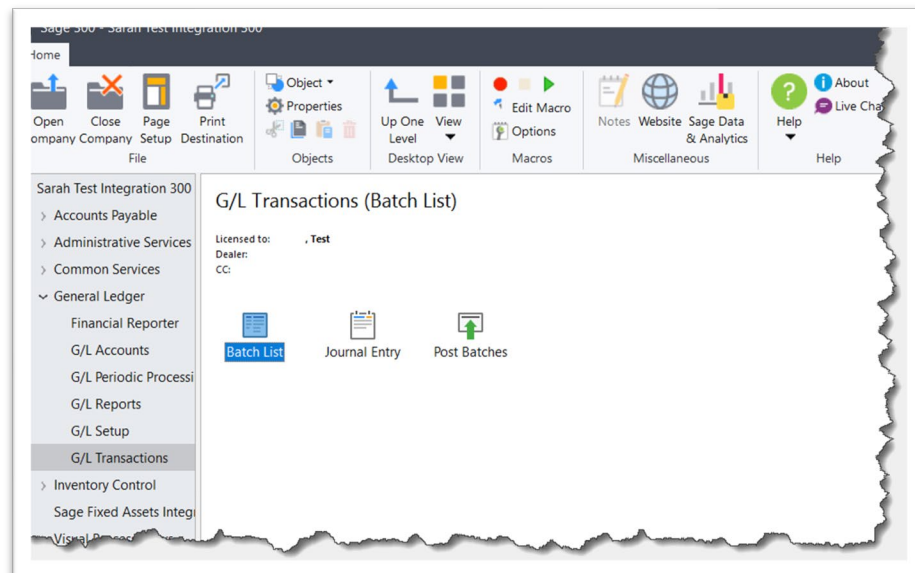 Sage 300 - Sarah Test Integration 300
Home
Object
Properties
Edit Macro
Options
About
Live Cha
Open Company
Close Company
Page Setup
Print Destination
Up One Level
View
Notes
Website
Sage Data & Analytics
Help
File
Objects
Desktop View
Macros
Miscellaneous
Help
Sarah Test Integration 300
Accounts Payable
Administrative Services
Common Services
General Ledger
Financial Reporter
G/L Accounts
G/L Periodic Processi
G/L Reports
G/L Setup
G/L Transactions
Inventory Control
Sage Fixed Assets Integr
G/L Transactions (Batch List)
Licensed to: , Test
Dealer:
CC:
Batch List
Journal Entry
Post Batches